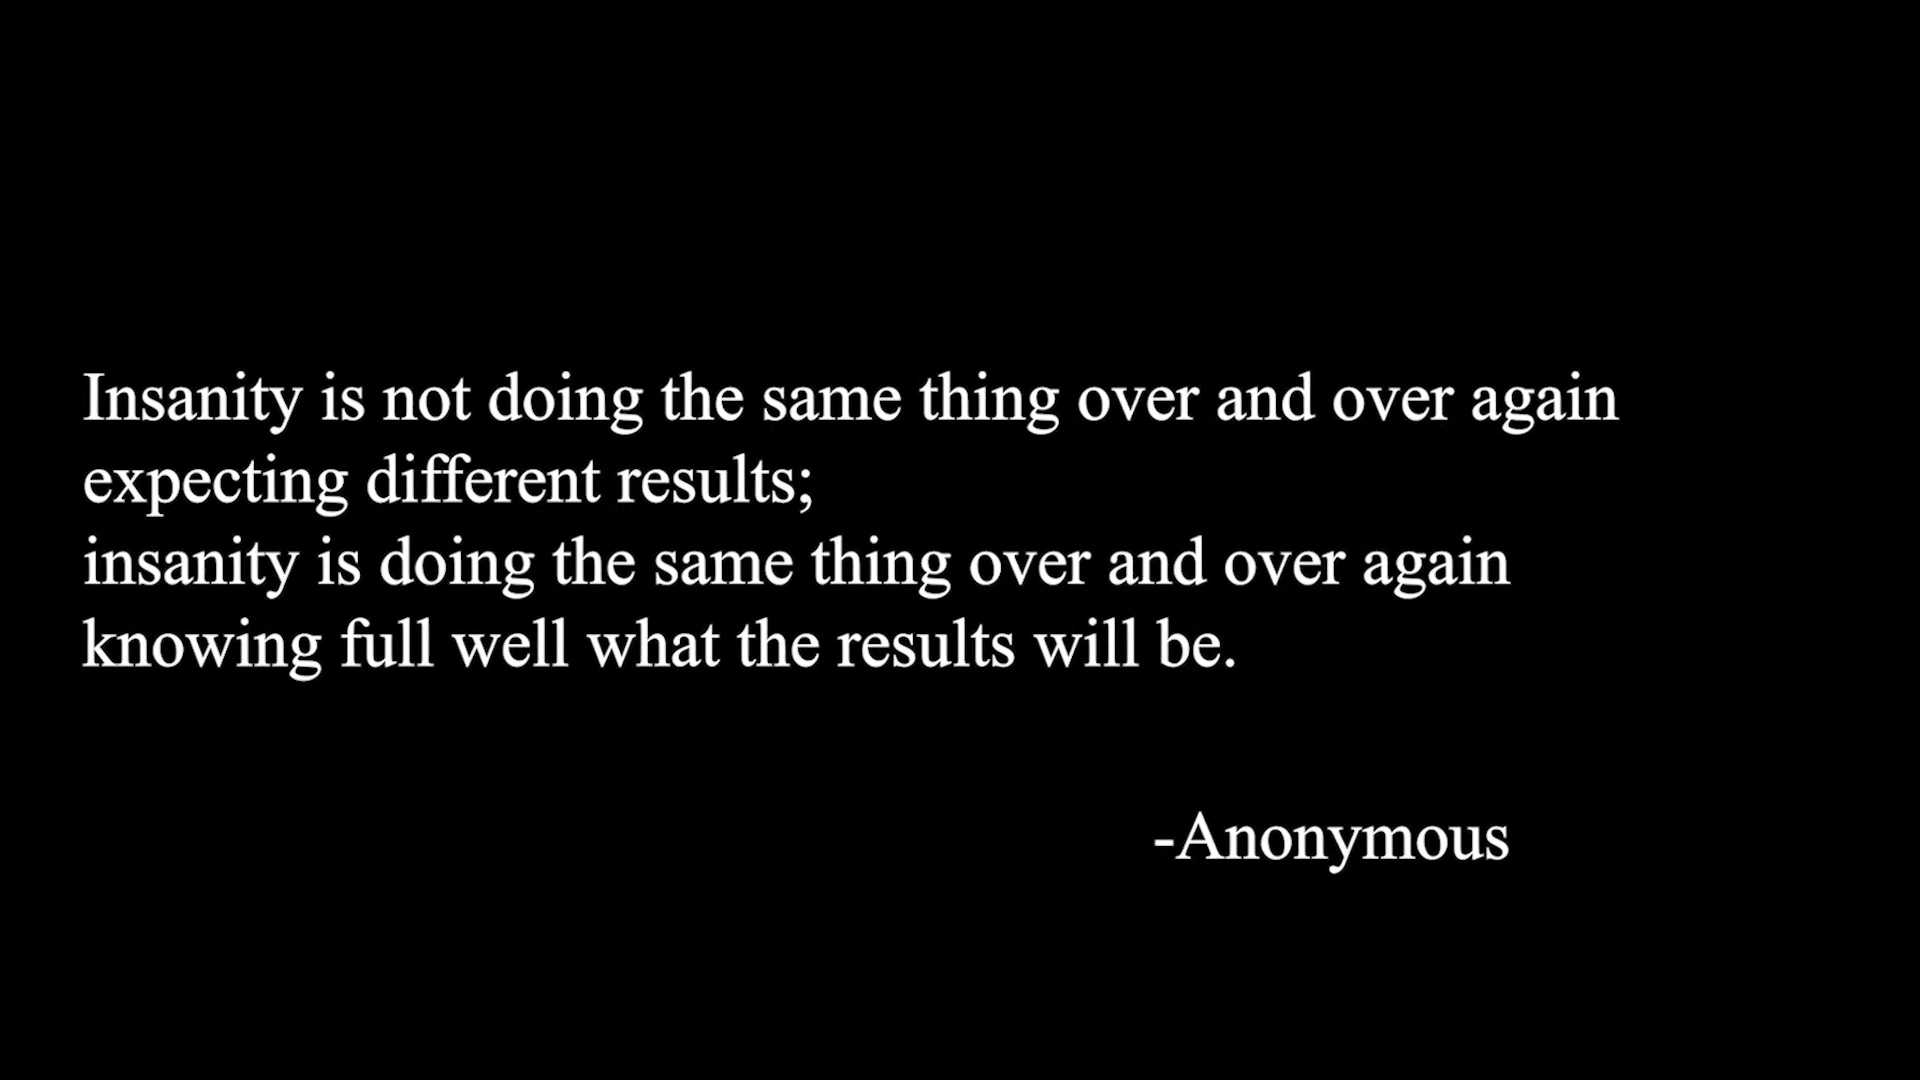 Insanity is not doing the same thing over and over again
expecting different results;
insanity is doing the same thing over and over again
knowing full well what the results will be.
-Anonymous